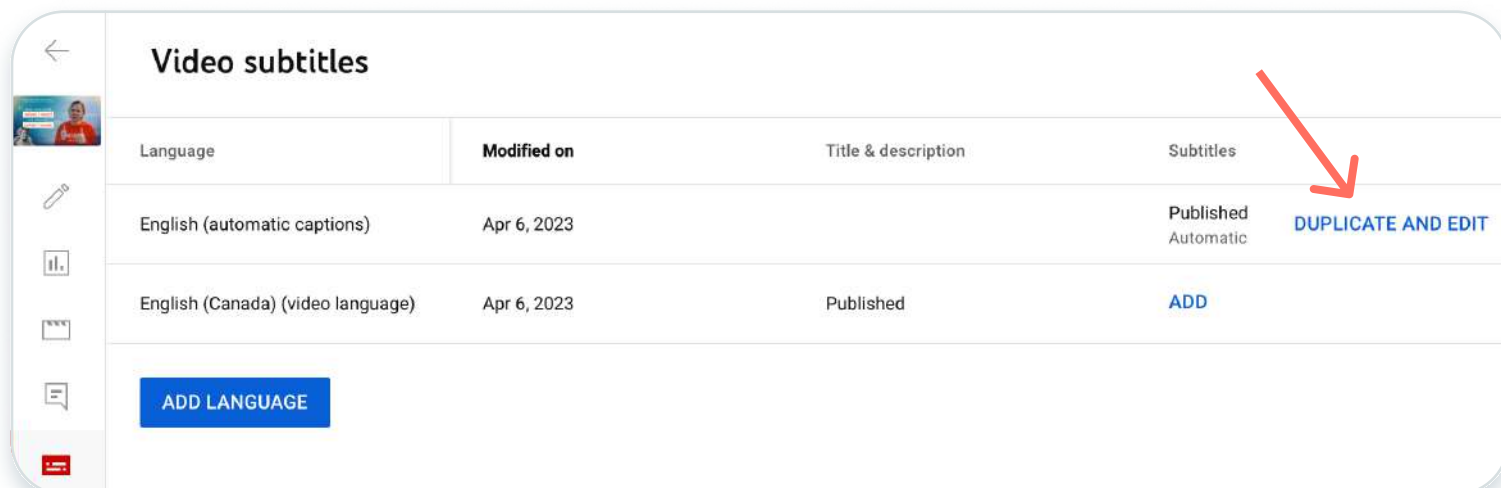 Video subtitles
Language Modified on Title & description Subtitles
English (automatic captions) Apr 6, 2023 Published DUPLICATE AND EDIT
Automatic
English (Canada) (video language) Apr 6, 2023 Published ADD
ADD LANGUAGE